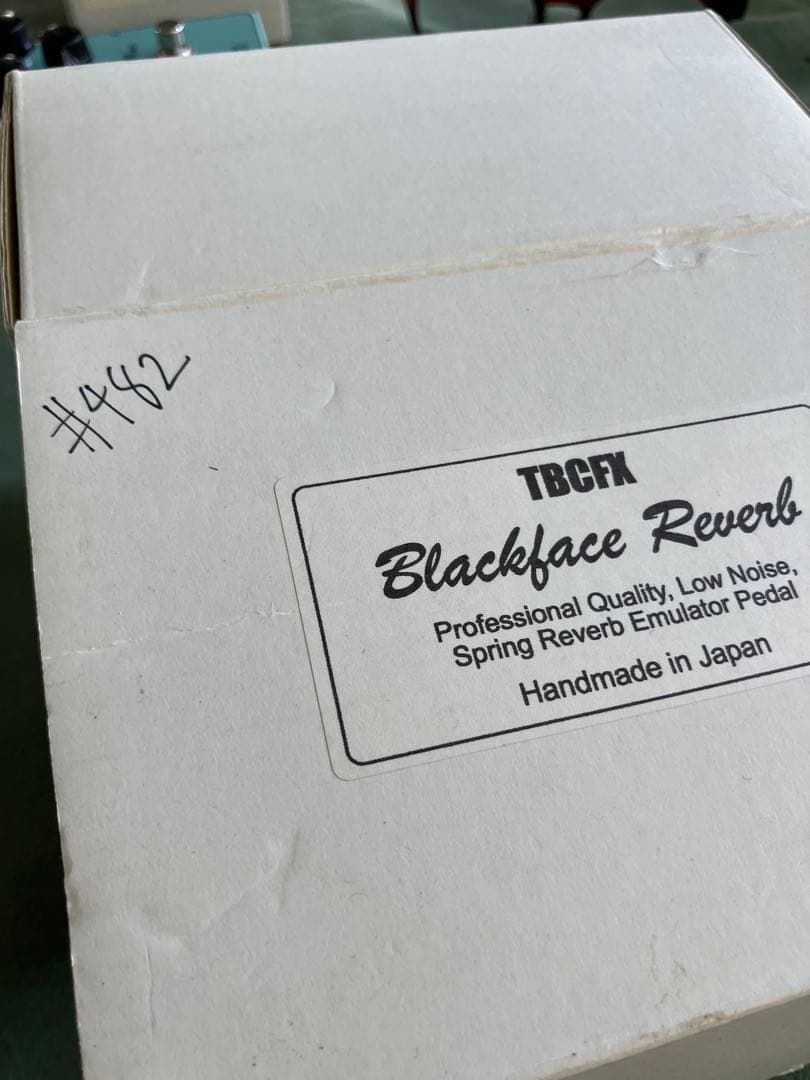 #482
TBCFX
Blackface Reverb
Professional Quality, Low Noise,
Spring Reverb Emulator Pedal
Handmade in Japan